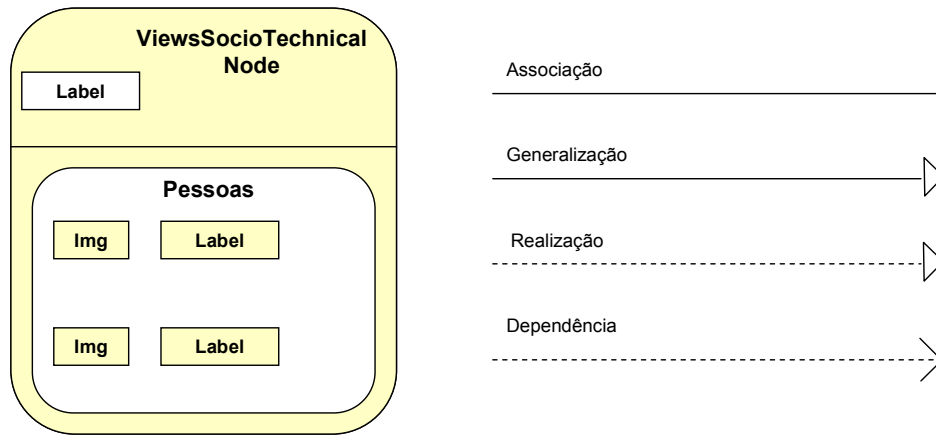 ViewsSocioTechnical
Node
Label
Pessoas
Img
Label
Img
Label
Associação
Generalização
Realização
Dependência